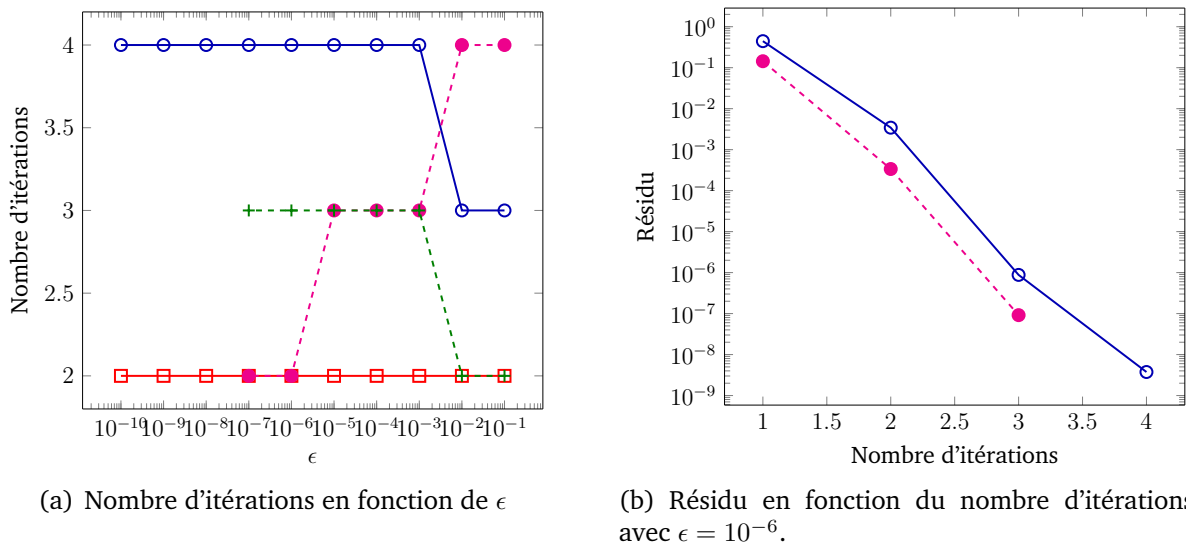 4
3.5
3
2.5
2
Nombre d'itérations
10⁻¹⁰ 10⁻⁹ 10⁻⁸ 10⁻⁷ 10⁻⁶ 10⁻⁵ 10⁻⁴ 10⁻³ 10⁻² 10⁻¹
ϵ
(a) Nombre d'itérations en fonction de ϵ
10⁰
10⁻¹
10⁻²
10⁻³
10⁻⁴
10⁻⁵
10⁻⁶
10⁻⁷
10⁻⁸
10⁻⁹
Résidu
1 1.5 2 2.5 3 3.5 4
Nombre d'itérations
(b) Résidu en fonction du nombre d'itérations
avec ϵ = 10⁻⁶.